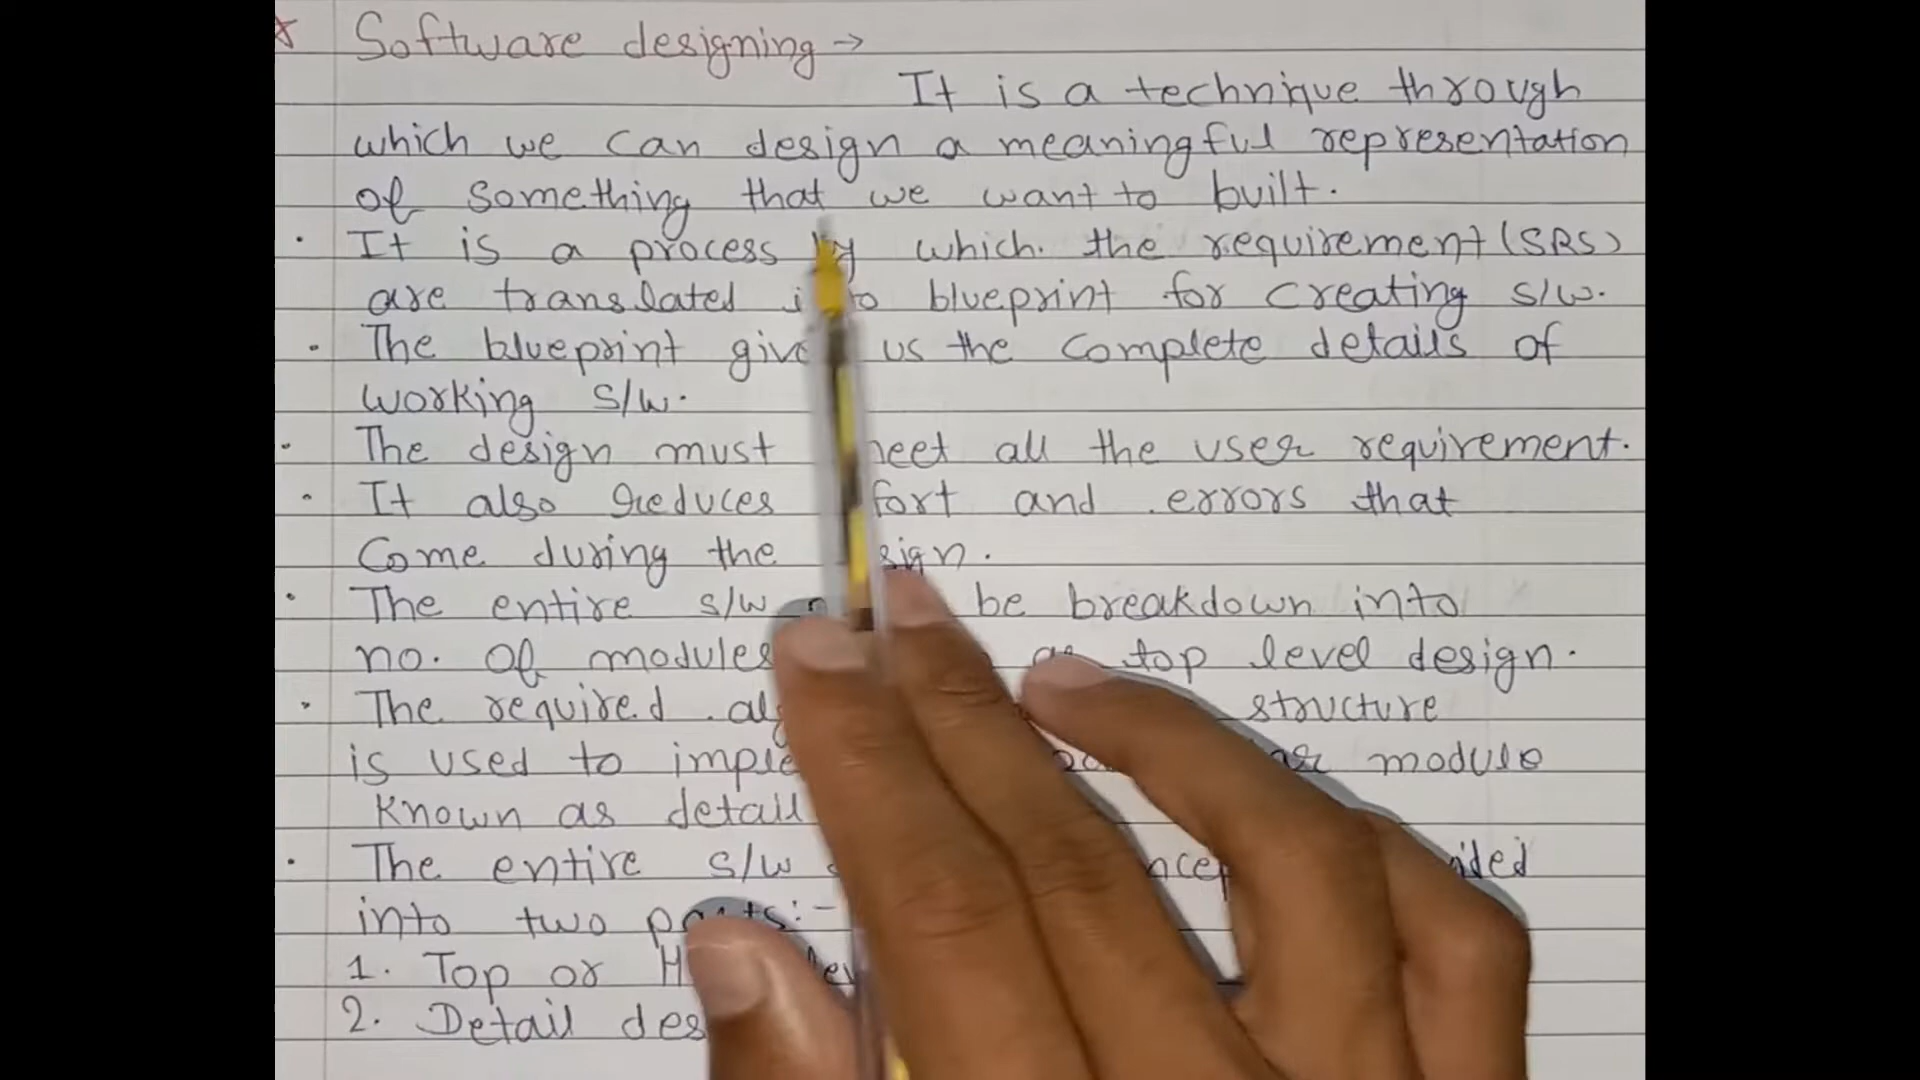 Software designing →
It is a technique through
which we can design a meaningful representation
of something that we want to built.
· It is a process by which the requirement (SRS)
are translated into blueprint for creating s/w.
· The blueprint give us the complete details of
working s/w.
· The design must meet all the user requirement.
· It also reduces and errors that
Come during the design.
· The entire s/w be breakdown into
no. of modules as top level design.
· The required structure
is used to module
known as detail
· The entire s/w
into two parts:-
1. Top or
2. Detail